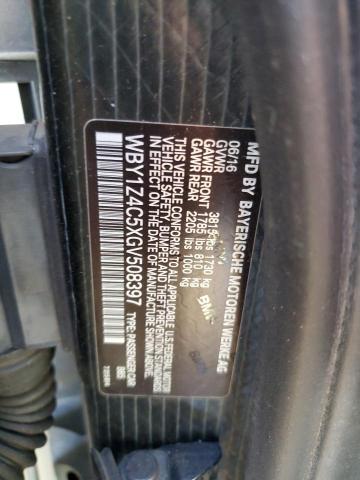 MFD BY BAYERISCHE MOTOREN WERKE AG
06/16
GVWR 3815 lbs 1730 kg
GAWR FRONT 1785 lbs 810 kg
GAWR REAR 2205 lbs 1000 kg
THIS VEHICLE CONFORMS TO ALL APPLICABLE U.S. FEDERAL MOTOR
VEHICLE SAFETY, BUMPER AND THEFT PREVENTION STANDARDS
IN EFFECT ON THE DATE OF MANUFACTURE SHOWN ABOVE.
WBY1Z4C5XGV508397 TYPE: PASSENGER CAR